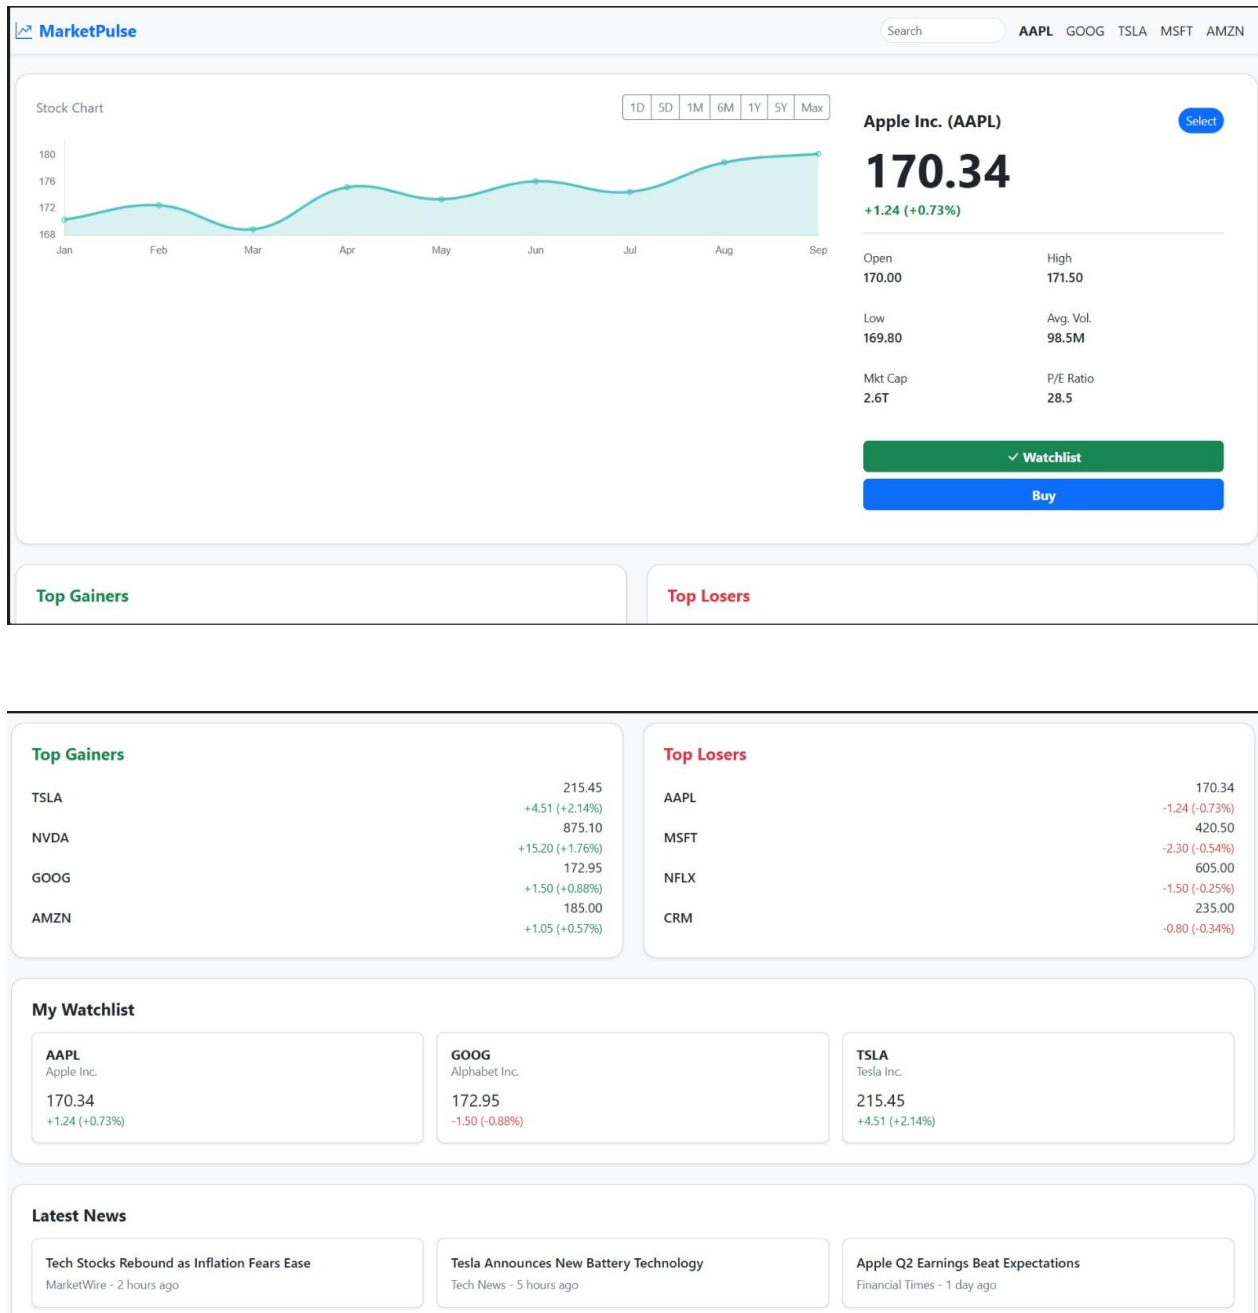 MarketPulse
Search AAPL GOOG TSLA MSFT AMZN
Stock Chart
1D 5D 1M 6M 1Y 5Y Max
180
176
172
168
Jan Feb Mar Apr May Jun Jul Aug Sep
Apple Inc. (AAPL)
Select
170.34
+1.24 (+0.73%)
Open High
170.00 171.50
Low Avg. Vol.
169.80 98.5M
Mkt Cap P/E Ratio
2.6T 28.5
✓ Watchlist
Buy
Top Gainers
Top Losers
Top Gainers
TSLA
215.45
+4.51 (+2.14%)
NVDA
875.10
+15.20 (+1.76%)
GOOG
172.95
+1.50 (+0.88%)
AMZN
185.00
+1.05 (+0.57%)
Top Losers
AAPL
170.34
-1.24 (-0.73%)
MSFT
420.50
-2.30 (-0.54%)
NFLX
605.00
-1.50 (-0.25%)
CRM
235.00
-0.80 (-0.34%)
My Watchlist
AAPL
Apple Inc.
170.34
+1.24 (+0.73%)
GOOG
Alphabet Inc.
172.95
-1.50 (-0.88%)
TSLA
Tesla Inc.
215.45
+4.51 (+2.14%)
Latest News
Tech Stocks Rebound as Inflation Fears Ease
MarketWire - 2 hours ago
Tesla Announces New Battery Technology
Tech News - 5 hours ago
Apple Q2 Earnings Beat Expectations
Financial Times - 1 day ago